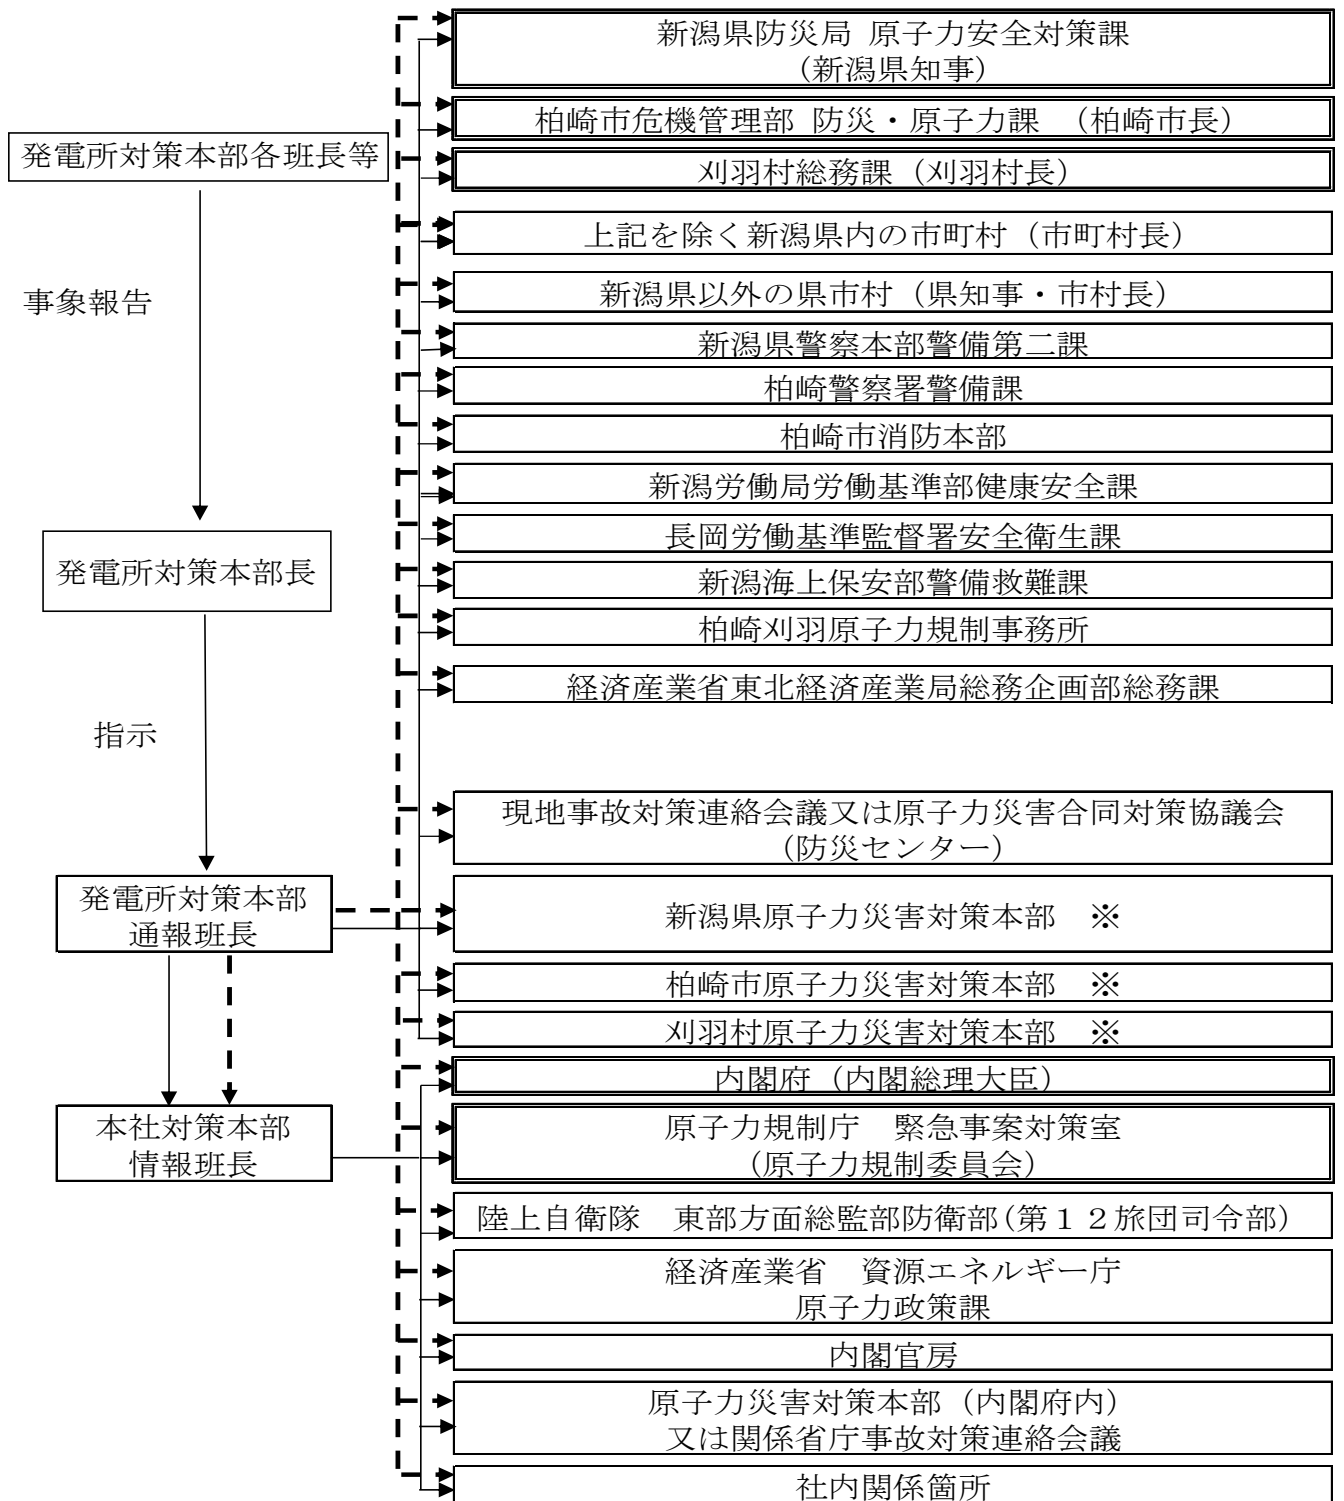 発電所対策本部各班長等
事象報告
発電所対策本部長
指示
発電所対策本部
通報班長
本社対策本部
情報班長
新潟県防災局 原子力安全対策課
（新潟県知事）
柏崎市危機管理部 防災・原子力課 （柏崎市長）
刈羽村総務課（刈羽村長）
上記を除く新潟県内の市町村（市町村長）
新潟県以外の県市村（県知事・市村長）
新潟県警察本部警備第二課
柏崎警察署警備課
柏崎市消防本部
新潟労働局労働基準部健康安全課
長岡労働基準監督署安全衛生課
新潟海上保安部警備救難課
柏崎刈羽原子力規制事務所
経済産業省東北経済産業局総務企画部総務課
現地事故対策連絡会議又は原子力災害合同対策協議会
（防災センター）
新潟県原子力災害対策本部 ※
柏崎市原子力災害対策本部 ※
刈羽村原子力災害対策本部 ※
内閣府（内閣総理大臣）
原子力規制庁 緊急事案対策室
（原子力規制委員会）
陸上自衛隊 東部方面総監部防衛部（第１２旅団司令部）
経済産業省 資源エネルギー庁
原子力政策課
内閣官房
原子力災害対策本部（内閣府内）
又は関係省庁事故対策連絡会議
社内関係箇所